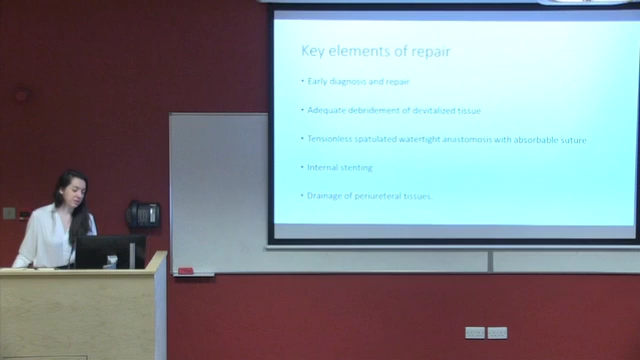 Key elements of repair
• Early diagnosis and repair
• Adequate debridement of devitalized tissue
• Tensionless spatulated watertight anastomosis with absorbable suture
• Internal stenting
• Drainage of periureteral tissues